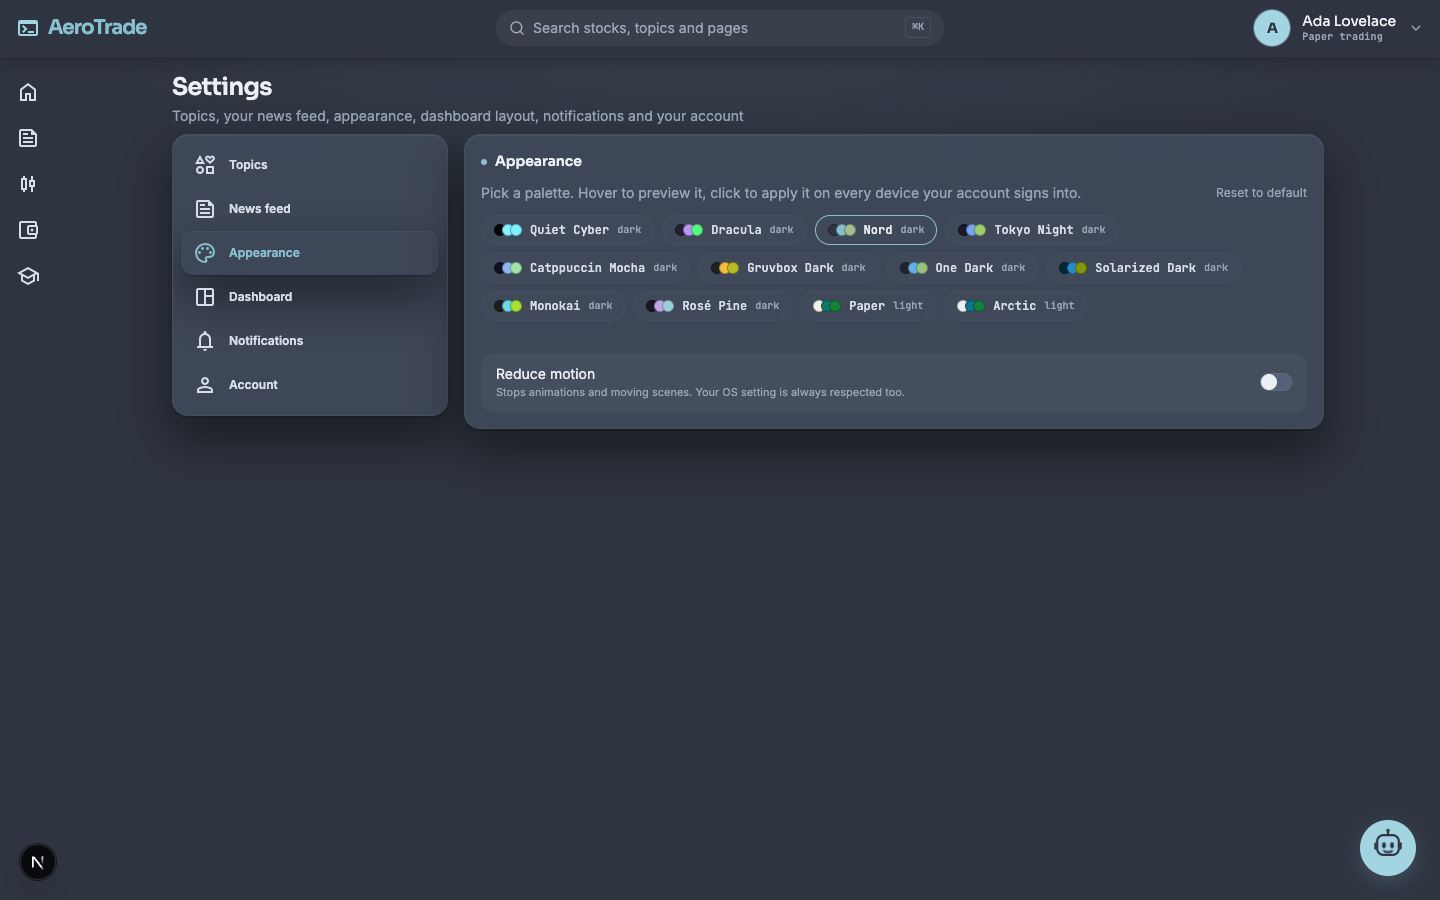 AeroTrade
Search stocks, topics and pages
⌘K
A
Ada Lovelace
Paper trading
Settings
Topics, your news feed, appearance, dashboard layout, notifications and your account
Topics
News feed
Appearance
Dashboard
Notifications
Account
Appearance
Pick a palette. Hover to preview it, click to apply it on every device your account signs into.
Reset to default
Quiet Cyber dark
Dracula dark
Nord dark
Tokyo Night dark
Catppuccin Mocha dark
Gruvbox Dark dark
One Dark dark
Solarized Dark dark
Monokai dark
Rosé Pine dark
Paper light
Arctic light
Reduce motion
Stops animations and moving scenes. Your OS setting is always respected too.
N